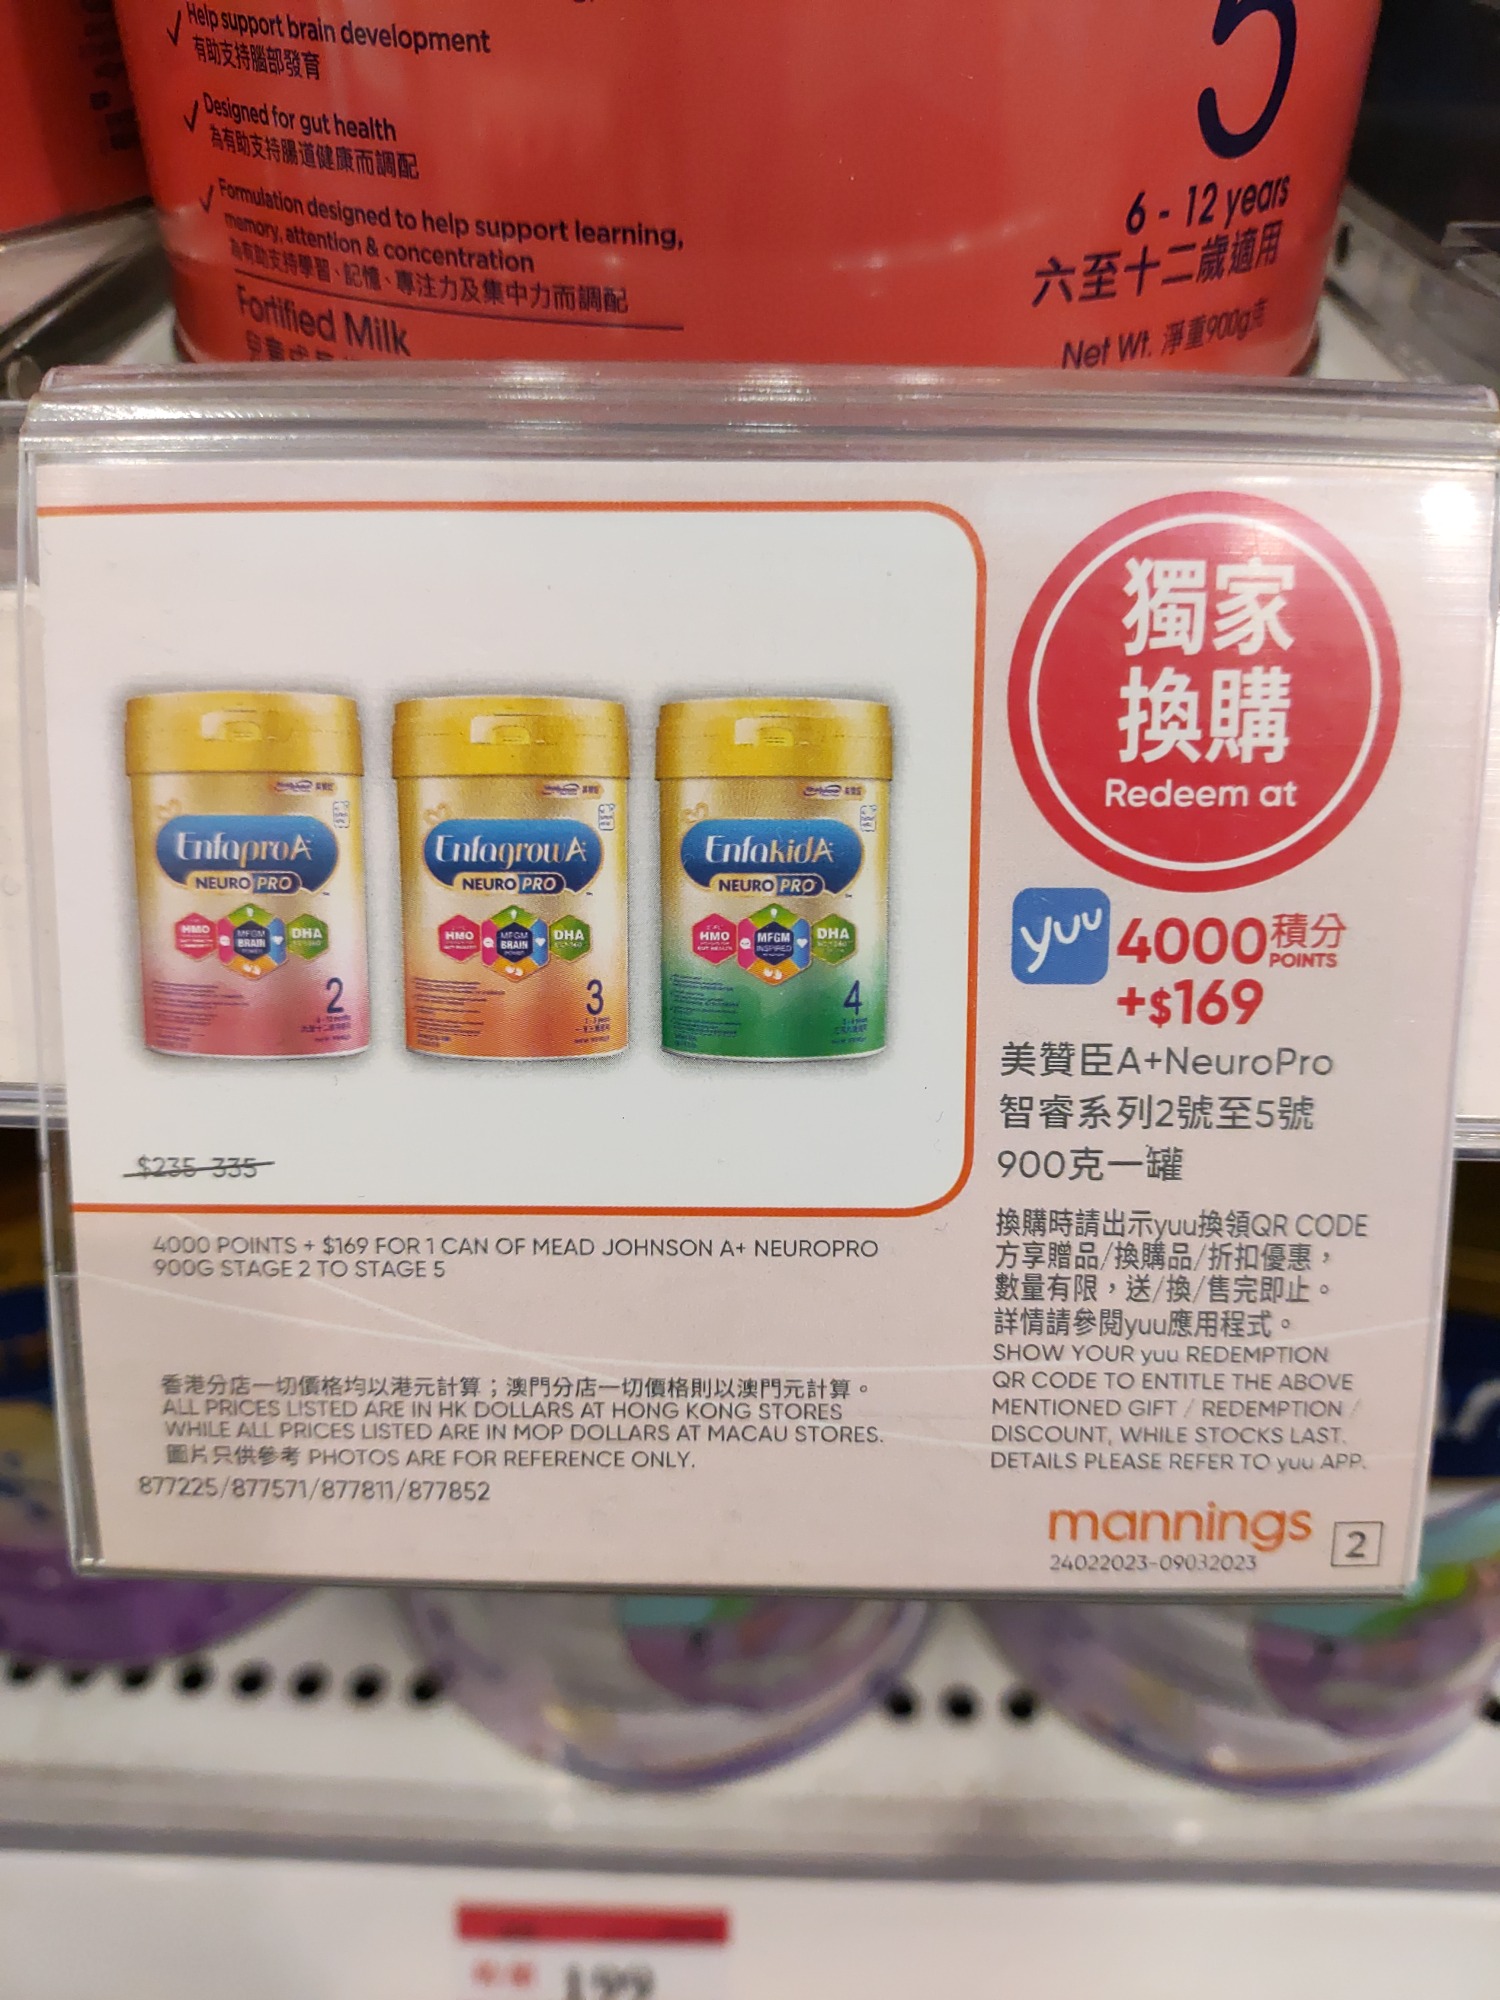 Help support brain development
有助支持腦部發育
Designed for gut health
為有助支持腸道健康而調配
Formulation designed to help support learning,
memory, attention & concentration
為有助支持學習、記憶、專注力及集中力而調配
Fortified Milk
5
6 - 12 years
六至十二歲適用
Net Wt. 淨重900g克
獨家
換購
Redeem at
yuu 4000積分
POINTS
+$169
美贊臣A+NeuroPro
智睿系列2號至5號
900克一罐
換購時請出示yuu換領QR CODE
方享贈品/換購品/折扣優惠，
數量有限，送/換/售完即止。
詳情請參閱yuu應用程式。
SHOW YOUR yuu REDEMPTION
QR CODE TO ENTITLE THE ABOVE
MENTIONED GIFT / REDEMPTION /
DISCOUNT, WHILE STOCKS LAST.
DETAILS PLEASE REFER TO yuu APP.
EnfaproA+
NEURO PRO
HMO
MFGM
BRAIN
DHA
2
EnfagrowA+
NEURO PRO
HMO
MFGM
BRAIN
DHA
3
EnfakidA+
NEURO PRO
HMO
MFGM
INSPIRED
DHA
4
$235-335
4000 POINTS + $169 FOR 1 CAN OF MEAD JOHNSON A+ NEUROPRO
900G STAGE 2 TO STAGE 5
香港分店一切價格均以港元計算；澳門分店一切價格則以澳門元計算。
ALL PRICES LISTED ARE IN HK DOLLARS AT HONG KONG STORES
WHILE ALL PRICES LISTED ARE IN MOP DOLLARS AT MACAU STORES.
圖片只供參考 PHOTOS ARE FOR REFERENCE ONLY.
877225/877571/877811/877852
mannings
24022023-09032023
2
199